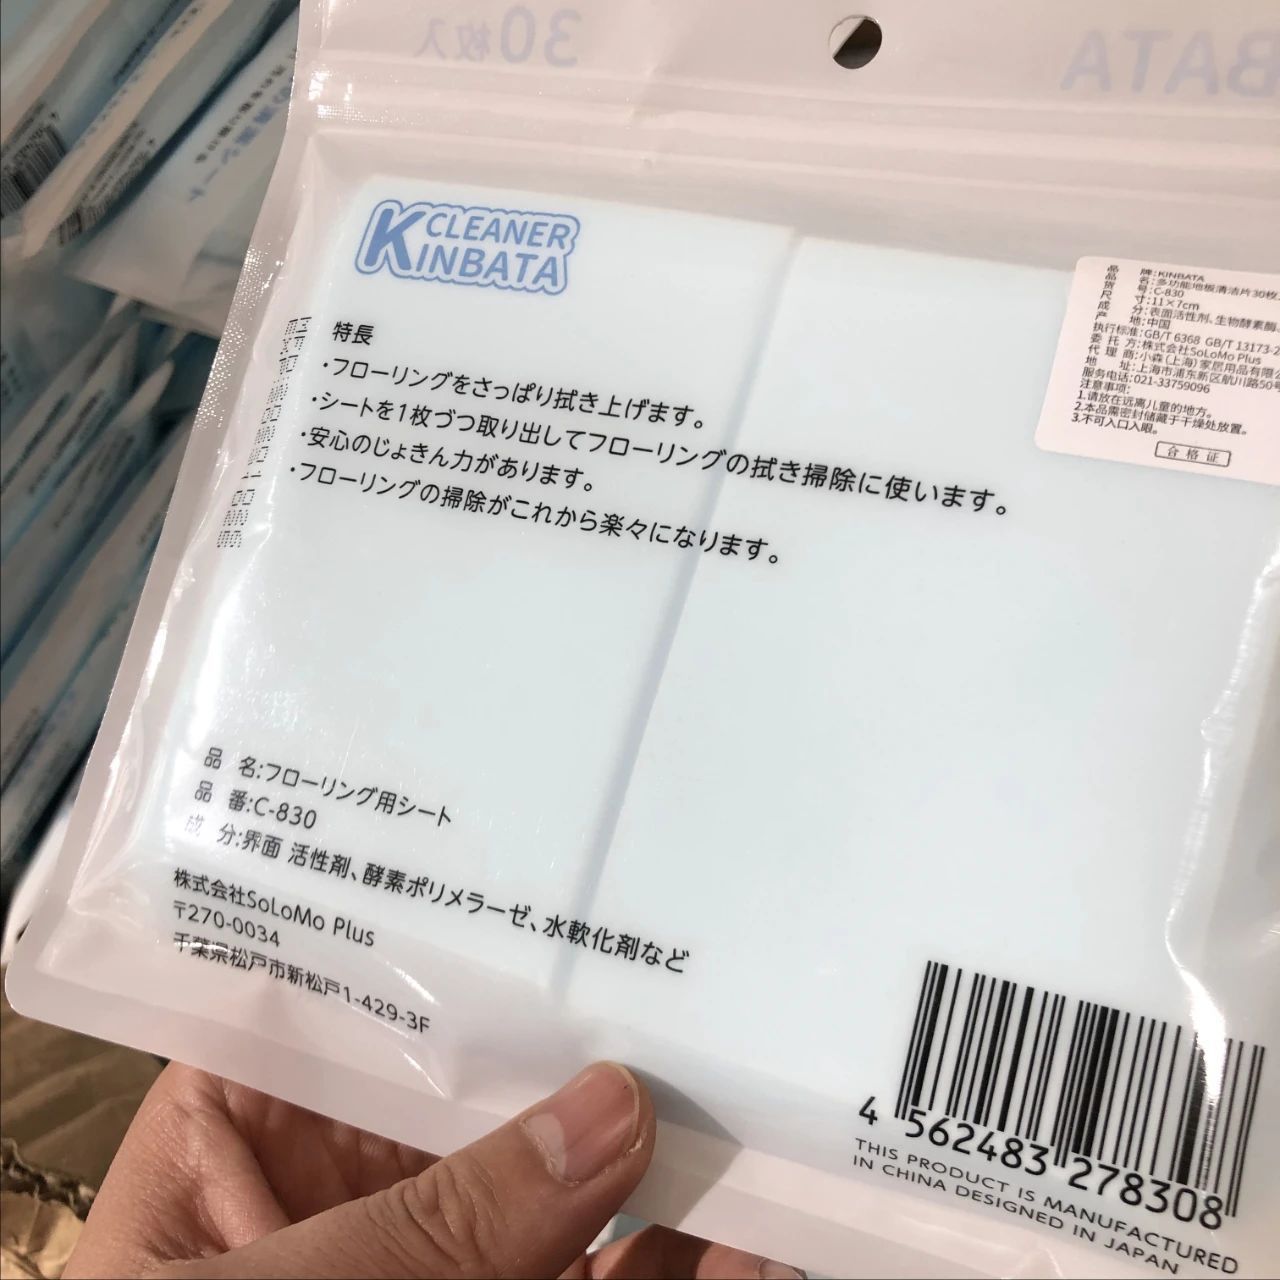 30枚入
BATA
CLEANER
KINBATA
特長
・フローリングをさっぱり拭き上げます。
・シートを1枚づつ取り出してフローリングの拭き掃除に使います。
・安心のじょきん力があります。
・フローリングの掃除がこれから楽々になります。
品 牌:KINBATA
品 名:多功能地板清洁片30枚
货 号:C-830
尺 寸:11×7cm
成 分:表面活性剂、生物酵素酶、
产 地:中国
执行标准:GB/T 6368 GB/T 13173-2
委 托 方:株式会社SoLoMo Plus
代 理 商:小森(上海)家居用品有限公
地 址:上海市浦东新区航川路50号
服务电话:021-33759096
注意事项:
1.请放在远离儿童的地方。
2.本品需密封储藏于干燥处放置。
3.不可入口入眼。
合格证
品 名:フローリング用シート
品 番:C-830
成 分:界面 活性剤、酵素ポリメラーゼ、水軟化剤など
株式会社SoLoMo Plus
〒270-0034
千葉県松戸市新松戸1-429-3F
4 562483 278308
THIS PRODUCT IS MANUFACTURED
IN CHINA DESIGNED IN JAPAN